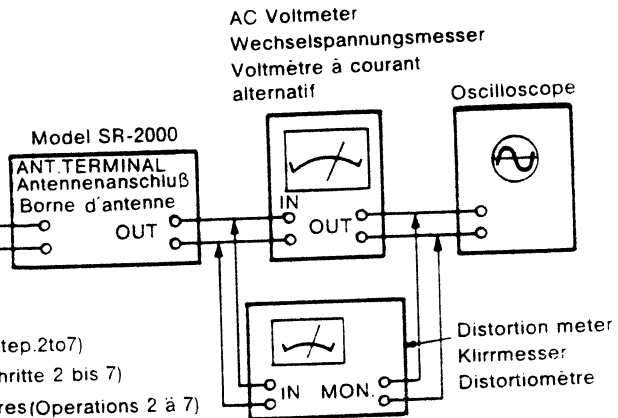 AC Voltmeter
Wechselspannungsmesser
Voltmètre à courant
alternatif
Oscilloscope
Model SR-2000
ANT.TERMINAL
Antennenanschluß
Borne d'antenne
OUT
IN
OUT
tep.2to7)
hritte 2 bis 7)
res(Operations 2 à 7)
IN MON.
Distortion meter
Klirrmesser
Distortiomètre